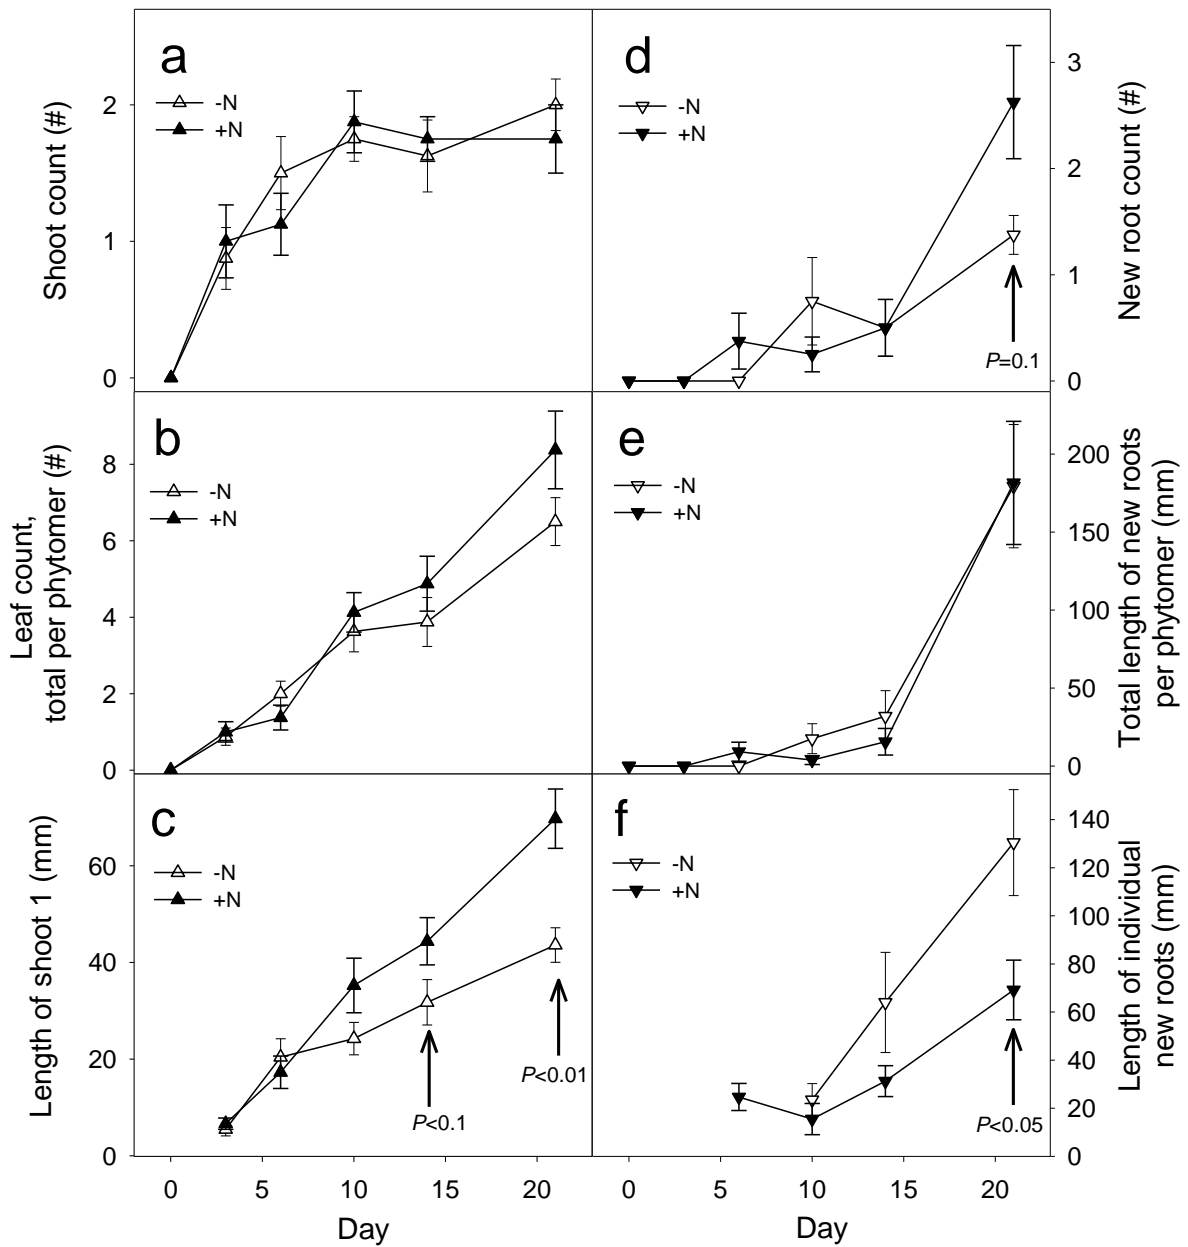 a
-N
+N
Shoot count (#)
2
1
0
d
-N
+N
New root count (#)
3
2
1
0
P=0.1
b
-N
+N
Leaf count,
total per phytomer (#)
8
6
4
2
0
e
-N
+N
Total length of new roots
per phytomer (mm)
200
150
100
50
0
c
-N
+N
Length of shoot 1 (mm)
60
40
20
0
P<0.1
P<0.01
0 5 10 15 20
Day
f
-N
+N
Length of individual
new roots (mm)
140
120
100
80
60
40
20
0
P<0.05
0 5 10 15 20
Day